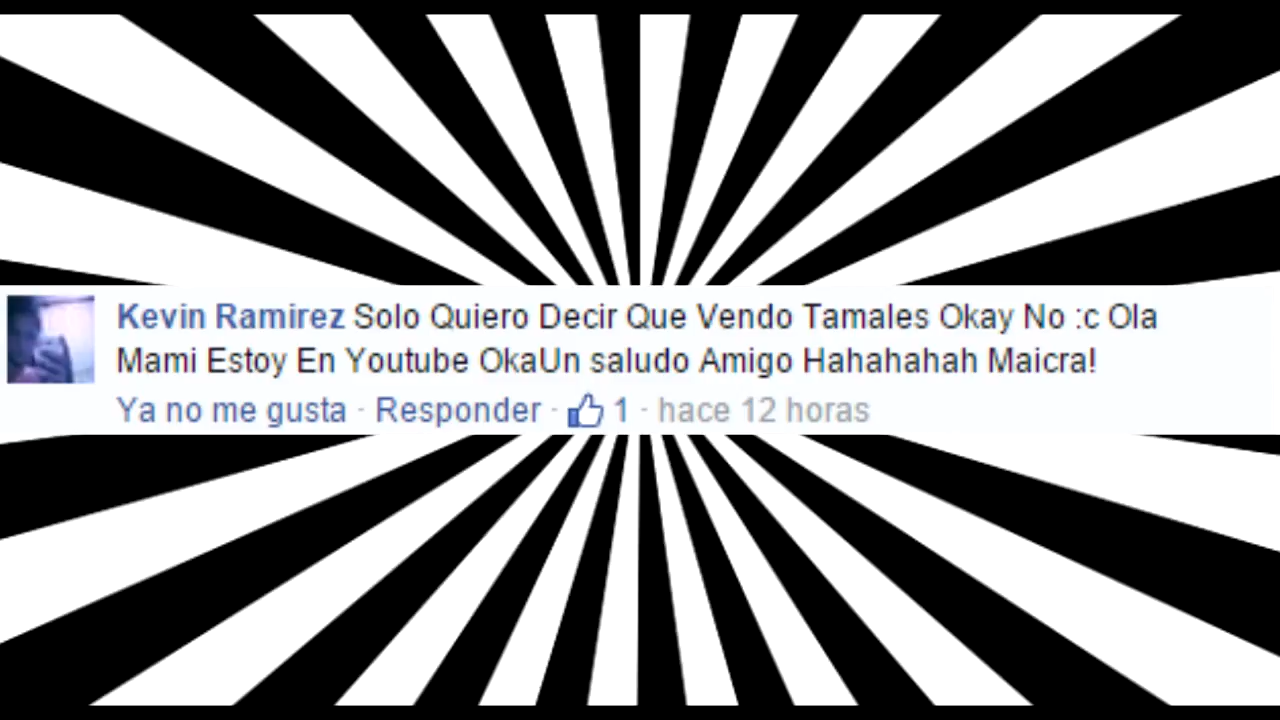 Kevin Ramirez Solo Quiero Decir Que Vendo Tamales Okay No :c Ola
Mami Estoy En Youtube OkaUn saludo Amigo Hahahahah Maicra!
Ya no me gusta · Responder · 1 · hace 12 horas